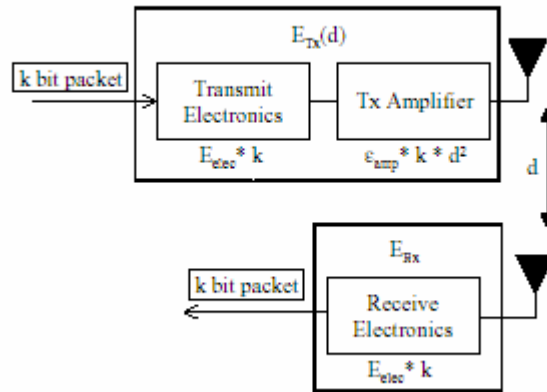 E_Tx(d)
k bit packet
Transmit
Electronics
Tx Amplifier
E_elec* k
ε_amp* k * d²
d
E_Rx
k bit packet
Receive
Electronics
E_elec* k